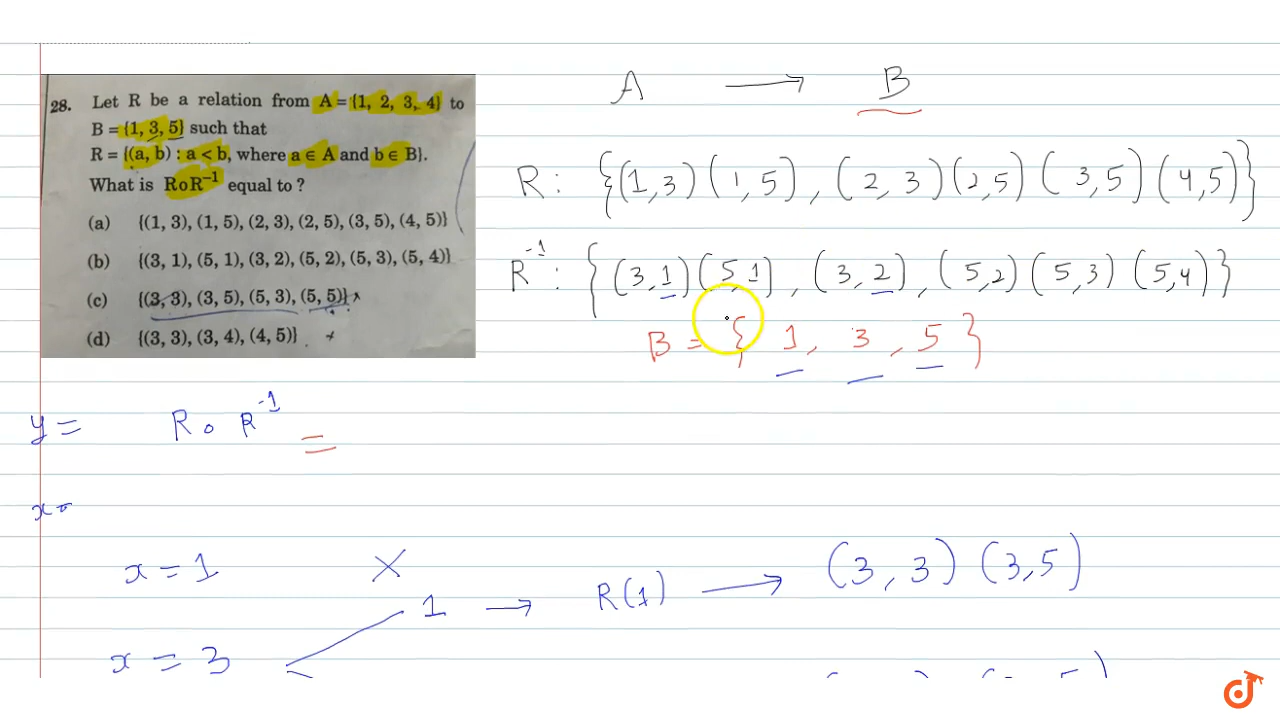 28. Let R be a relation from A = {1, 2, 3, 4} to
B = {1, 3, 5} such that
R = {(a, b) : a < b, where a ∈ A and b ∈ B}.
What is RoR⁻¹ equal to ?
(a) {(1, 3), (1, 5), (2, 3), (2, 5), (3, 5), (4, 5)}
(b) {(3, 1), (5, 1), (3, 2), (5, 2), (5, 3), (5, 4)}
(c) {(3, 3), (3, 5), (5, 3), (5, 5)}
(d) {(3, 3), (3, 4), (4, 5)}
A → B
R : {(1,3) (1,5), (2,3) (2,5) (3,5) (4,5)}
R⁻¹ : {(3,1) (5,1), (3,2), (5,2) (5,3) (5,4)}
B = {1, 3, 5}
y = R o R⁻¹ =
x =
x = 1 X (3,3) (3,5)
1 → R(1) →
x = 3